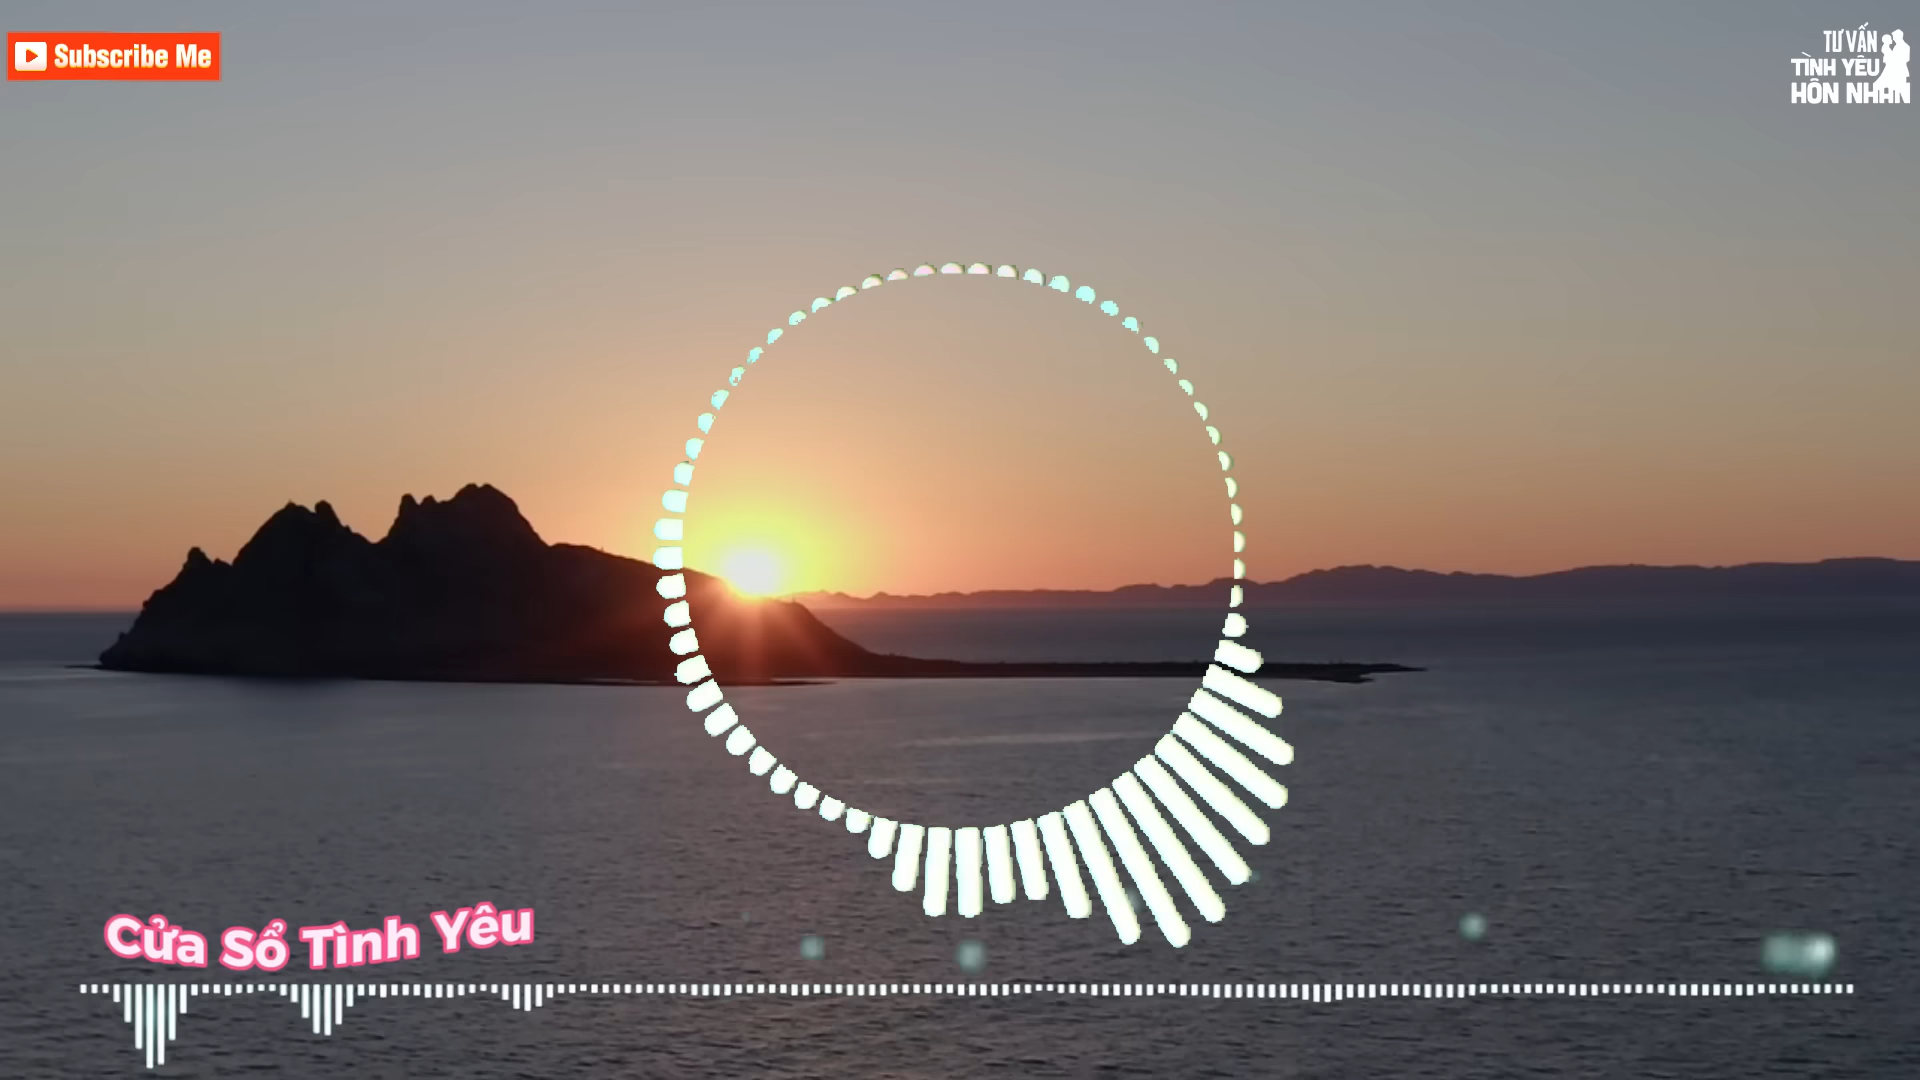 Subscribe Me
TƯ VẤN
TÌNH YÊU
HÔN NHÂN
Cửa Sổ Tình Yêu